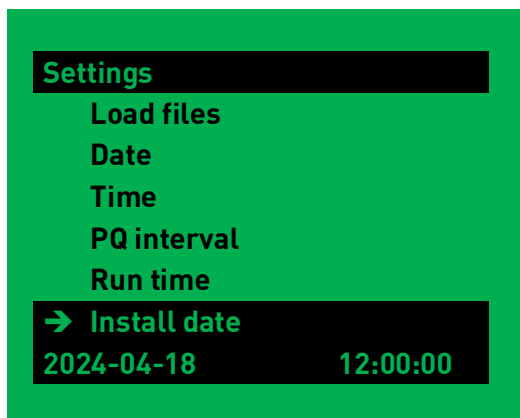 Settings
Load files
Date
Time
PQ interval
Run time
➔ Install date
2024-04-18 12:00:00